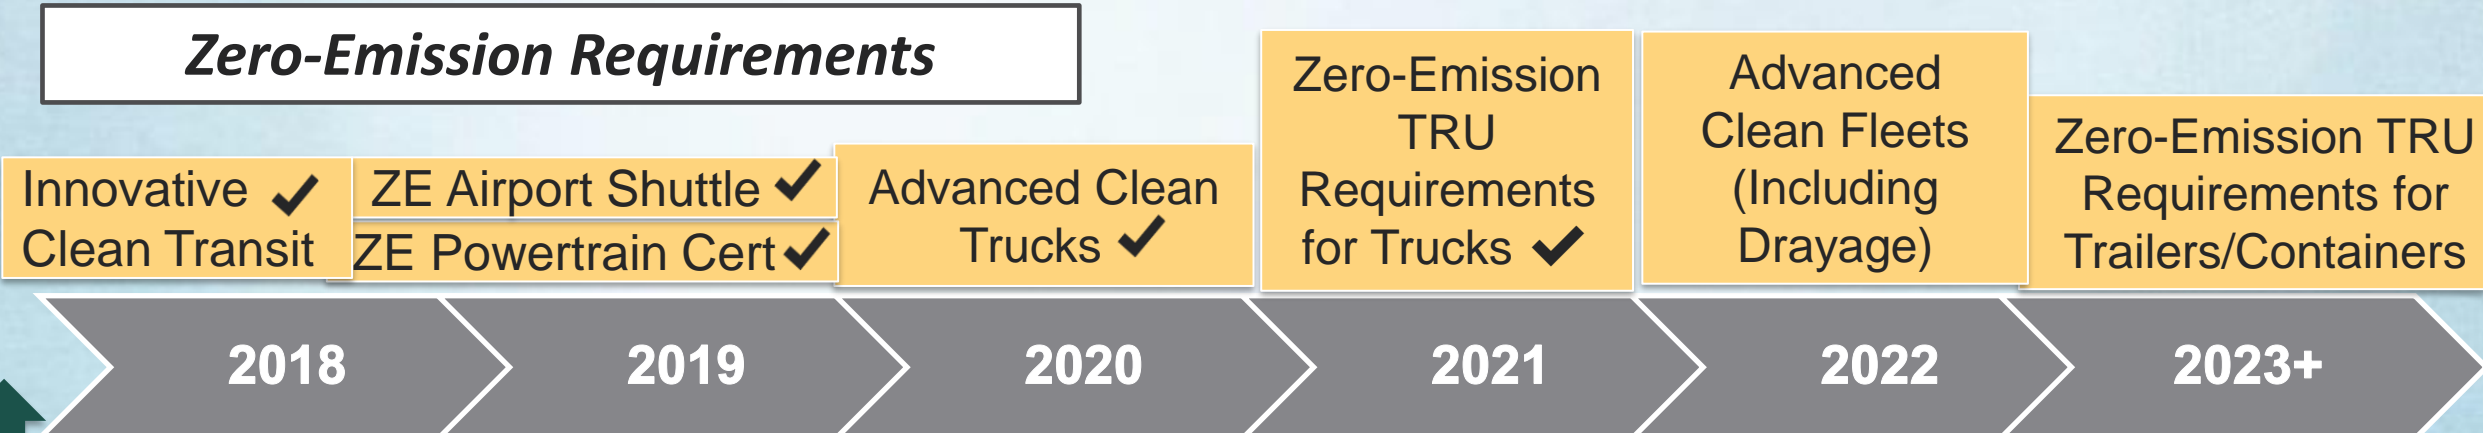 Zero-Emission Requirements
Innovative ✔
Clean Transit
ZE Airport Shuttle ✔
ZE Powertrain Cert ✔
Advanced Clean
Trucks ✔
Zero-Emission
TRU
Requirements
for Trucks ✔
Advanced
Clean Fleets
(Including
Drayage)
Zero-Emission TRU
Requirements for
Trailers/Containers
2018
2019
2020
2021
2022
2023+